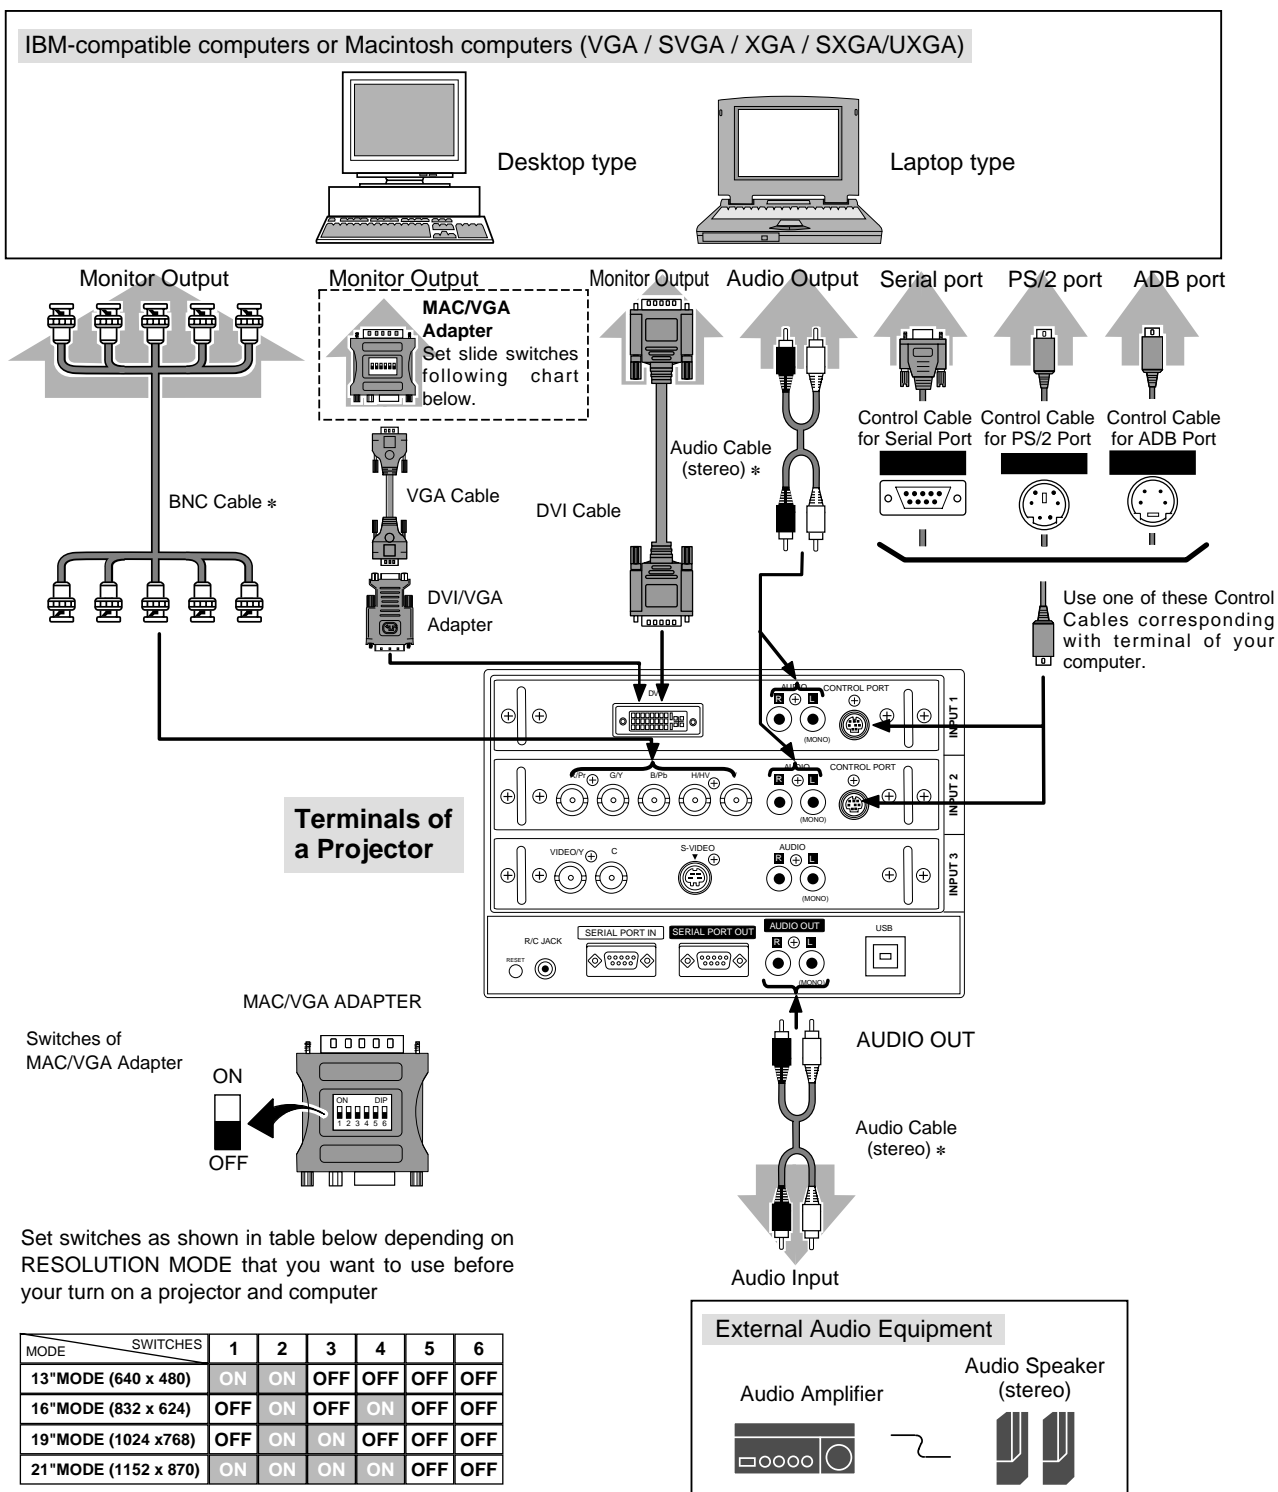 IBM-compatible computers or Macintosh computers (VGA / SVGA / XGA / SXGA/UXGA)
Desktop type
Laptop type
Monitor Output
Monitor Output
Monitor Output
Audio Output
Serial port
PS/2 port
ADB port
MAC/VGA
Adapter
Set slide switches
following chart
below.
Control Cable
for Serial Port
Control Cable
for PS/2 Port
Control Cable
for ADB Port
Audio Cable
(stereo) *
VGA Cable
BNC Cable *
DVI Cable
DVI/VGA
Adapter
Use one of these Control
Cables corresponding
with terminal of your
computer.
AUDIO
R
L
(MONO)
CONTROL PORT
INPUT 1
G/Y
B/Pb
H/HV
AUDIO
R
L
(MONO)
CONTROL PORT
INPUT 2
Terminals of
a Projector
VIDEO/Y
C
S-VIDEO
AUDIO
R
L
(MONO)
INPUT 3
RESET
R/C JACK
SERIAL PORT IN
SERIAL PORT OUT
AUDIO OUT
R
L
(MONO)
USB
MAC/VGA ADAPTER
Switches of
MAC/VGA Adapter
ON
OFF
ON DIP
1 2 3 4 5 6
AUDIO OUT
Audio Cable
(stereo) *
Audio Input
Set switches as shown in table below depending on
RESOLUTION MODE that you want to use before
your turn on a projector and computer
MODE SWITCHES 1 2 3 4 5 6
13"MODE (640 x 480) ON ON OFF OFF OFF OFF
16"MODE (832 x 624) OFF ON OFF ON OFF OFF
19"MODE (1024 x768) OFF ON ON OFF OFF OFF
21"MODE (1152 x 870) ON ON ON ON OFF OFF
External Audio Equipment
Audio Amplifier
Audio Speaker
(stereo)